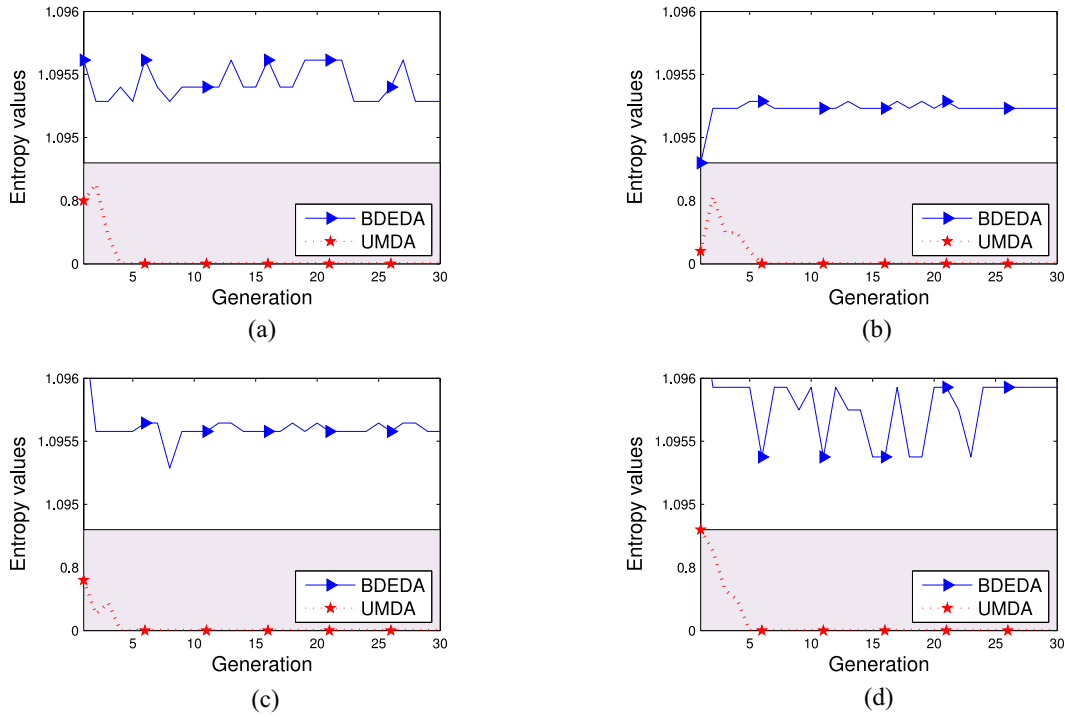 1.096
1.0955
1.095
0.8
0
Entropy values
BDEDA
UMDA
5 10 15 20 25 30
Generation
(a)
1.096
1.0955
1.095
0.8
0
Entropy values
BDEDA
UMDA
5 10 15 20 25 30
Generation
(b)
1.096
1.0955
1.095
0.8
0
Entropy values
BDEDA
UMDA
5 10 15 20 25 30
Generation
(c)
1.096
1.0955
1.095
0.8
0
Entropy values
BDEDA
UMDA
5 10 15 20 25 30
Generation
(d)